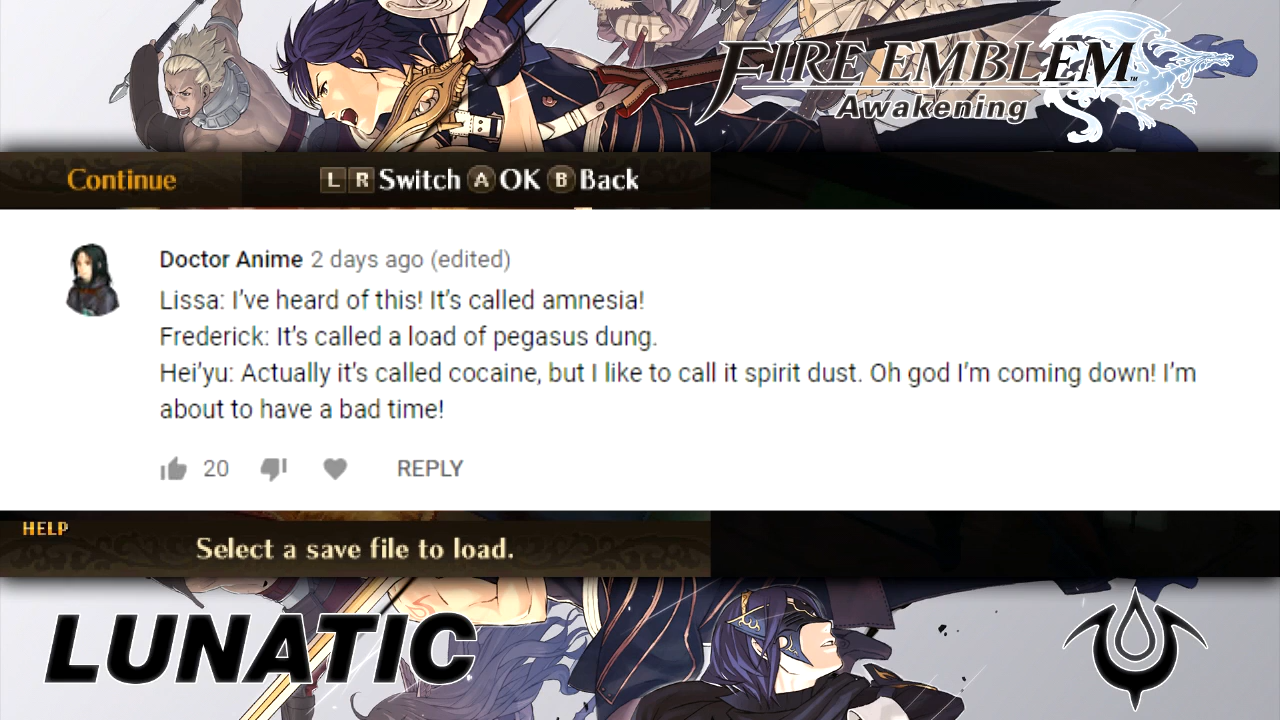 FIRE EMBLEM™
Awakening
Continue
L R Switch A OK B Back
Doctor Anime 2 days ago (edited)
Lissa: I’ve heard of this! It’s called amnesia!
Frederick: It’s called a load of pegasus dung.
Hei’yu: Actually it’s called cocaine, but I like to call it spirit dust. Oh god I’m coming down! I’m
about to have a bad time!
20 REPLY
HELP
Select a save file to load.
LUNATIC